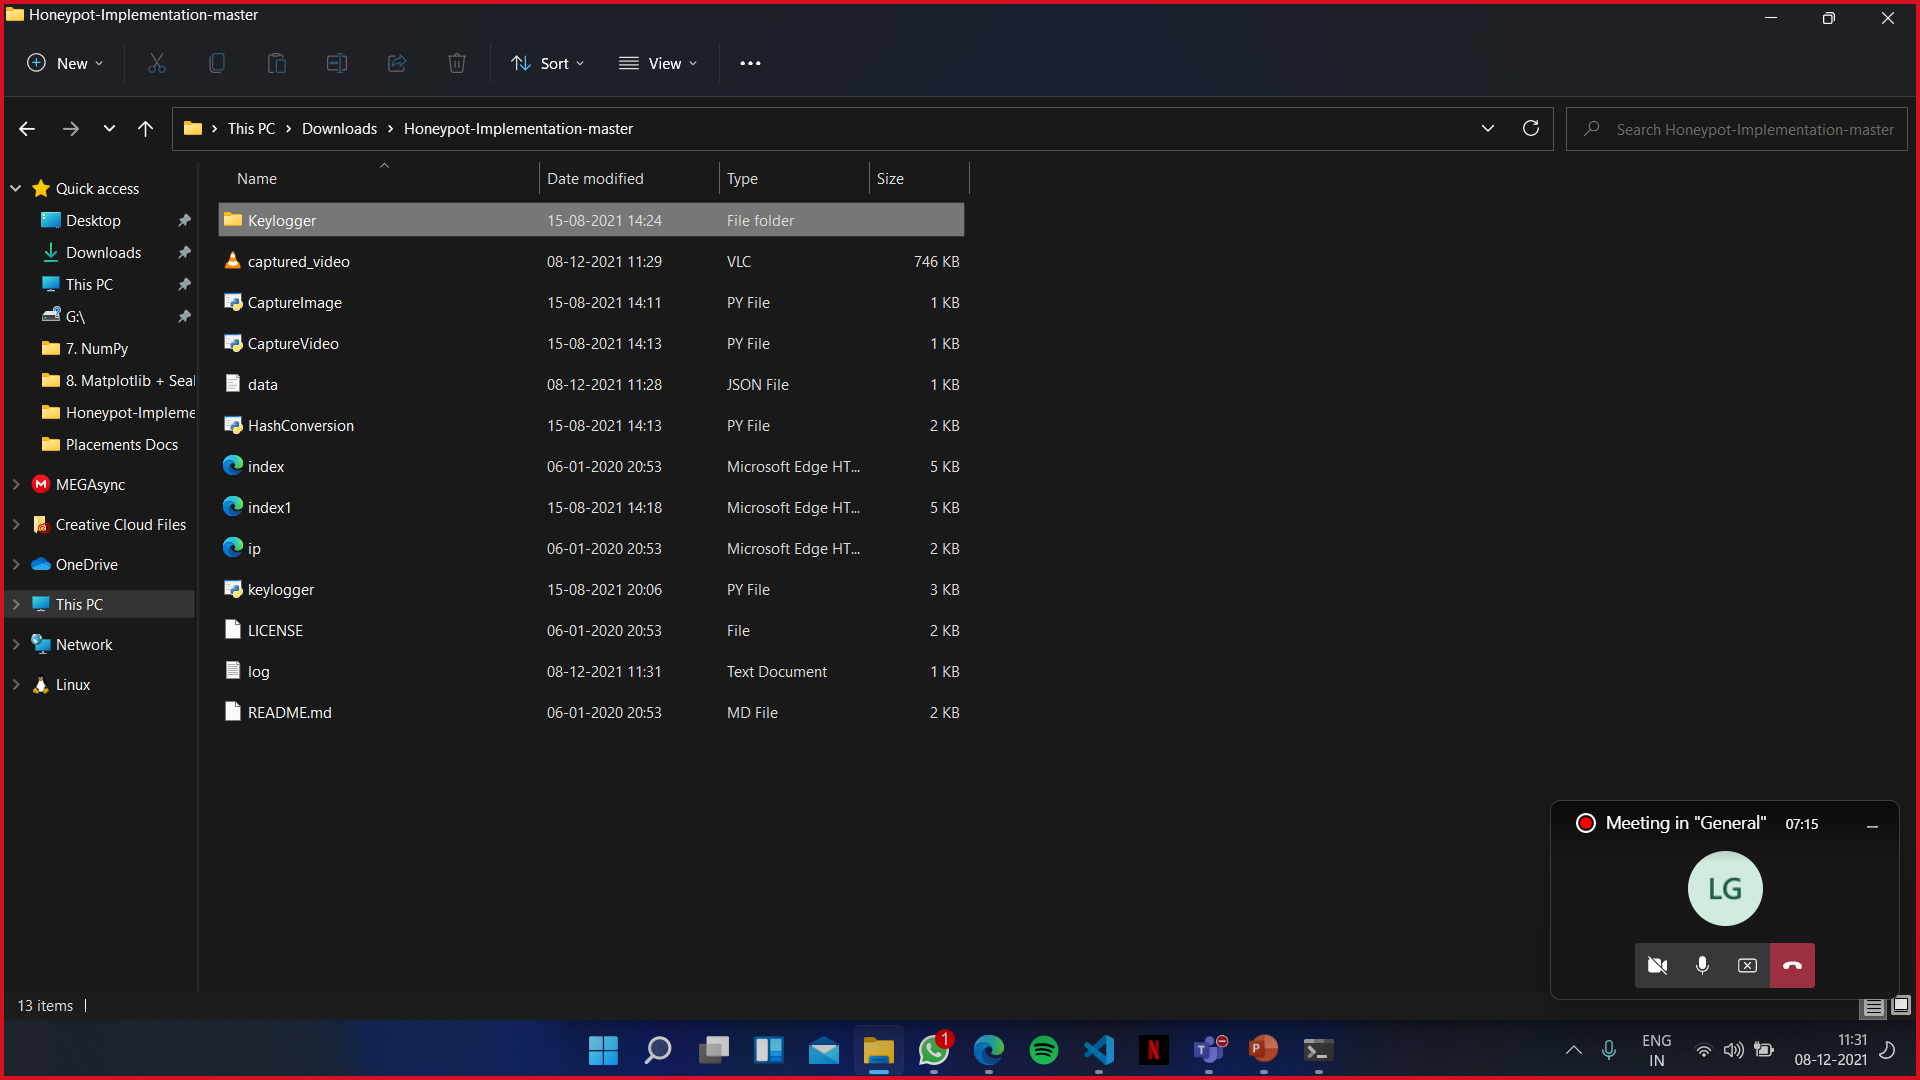 Honeypot-Implementation-master
New
Sort
View
This PC
Downloads
Honeypot-Implementation-master
Search Honeypot-Implementation-master
Name
Date modified
Type
Size
Quick access
Desktop
Downloads
This PC
G:\
7. NumPy
8. Matplotlib + Seal
Honeypot-Impleme
Placements Docs
MEGAsync
Creative Cloud Files
OneDrive
This PC
Network
Linux
Keylogger 15-08-2021 14:24 File folder
captured_video 08-12-2021 11:29 VLC 746 KB
CaptureImage 15-08-2021 14:11 PY File 1 KB
CaptureVideo 15-08-2021 14:13 PY File 1 KB
data 08-12-2021 11:28 JSON File 1 KB
HashConversion 15-08-2021 14:13 PY File 2 KB
index 06-01-2020 20:53 Microsoft Edge HT... 5 KB
index1 15-08-2021 14:18 Microsoft Edge HT... 5 KB
ip 06-01-2020 20:53 Microsoft Edge HT... 2 KB
keylogger 15-08-2021 20:06 PY File 3 KB
LICENSE 06-01-2020 20:53 File 2 KB
log 08-12-2021 11:31 Text Document 1 KB
README.md 06-01-2020 20:53 MD File 2 KB
Meeting in "General" 07:15
LG
13 items
1
ENG
IN
11:31
08-12-2021